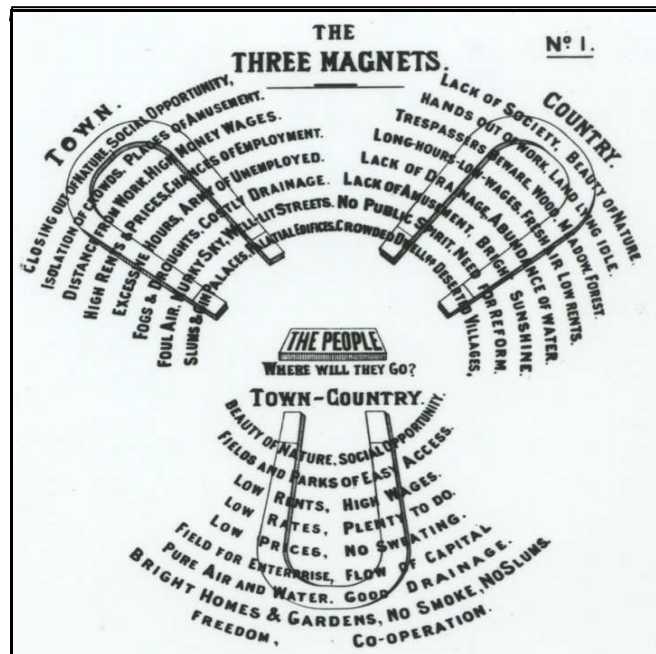 THE
THREE MAGNETS.
Nº 1.
TOWN.
CLOSING OUT OF NATURE. SOCIAL OPPORTUNITY.
ISOLATION OF CROWDS. PLACES OF AMUSEMENT.
DISTANCE FROM WORK. HIGH MONEY WAGES.
HIGH RENTS & PRICES. CHANCES OF EMPLOYMENT.
EXCESSIVE HOURS. ARMY OF UNEMPLOYED.
FOGS & DROUGHTS. COSTLY DRAINAGE.
FOUL AIR. MURKY SKY. WELL-LIT STREETS.
SLUMS & GIN PALACES. PALATIAL EDIFICES.
COUNTRY.
LACK OF SOCIETY. BEAUTY OF NATURE.
HANDS OUT OF WORK. LAND LYING IDLE.
TRESPASSERS BEWARE. WOOD, MEADOW, FOREST.
LONG-HOURS-LOW-WAGES. FRESH AIR LOW RENTS.
LACK OF DRAINAGE. ABUNDANCE OF WATER.
LACK OF AMUSEMENT. BRIGHT SUNSHINE.
NO PUBLIC SPIRIT. NEED FOR REFORM.
CROWDED DWELLINGS DESERTED VILLAGES,
THE PEOPLE
WHERE WILL THEY GO?
TOWN-COUNTRY.
BEAUTY OF NATURE. SOCIAL OPPORTUNITY.
FIELDS AND PARKS OF EASY ACCESS.
LOW RENTS, HIGH WAGES.
LOW RATES, PLENTY TO DO.
LOW PRICES, NO SWEATING.
FIELD FOR ENTERPRISE, FLOW OF CAPITAL
PURE AIR AND WATER. GOOD DRAINAGE.
BRIGHT HOMES & GARDENS, NO SMOKE, NO SLUMS.
FREEDOM, CO-OPERATION.